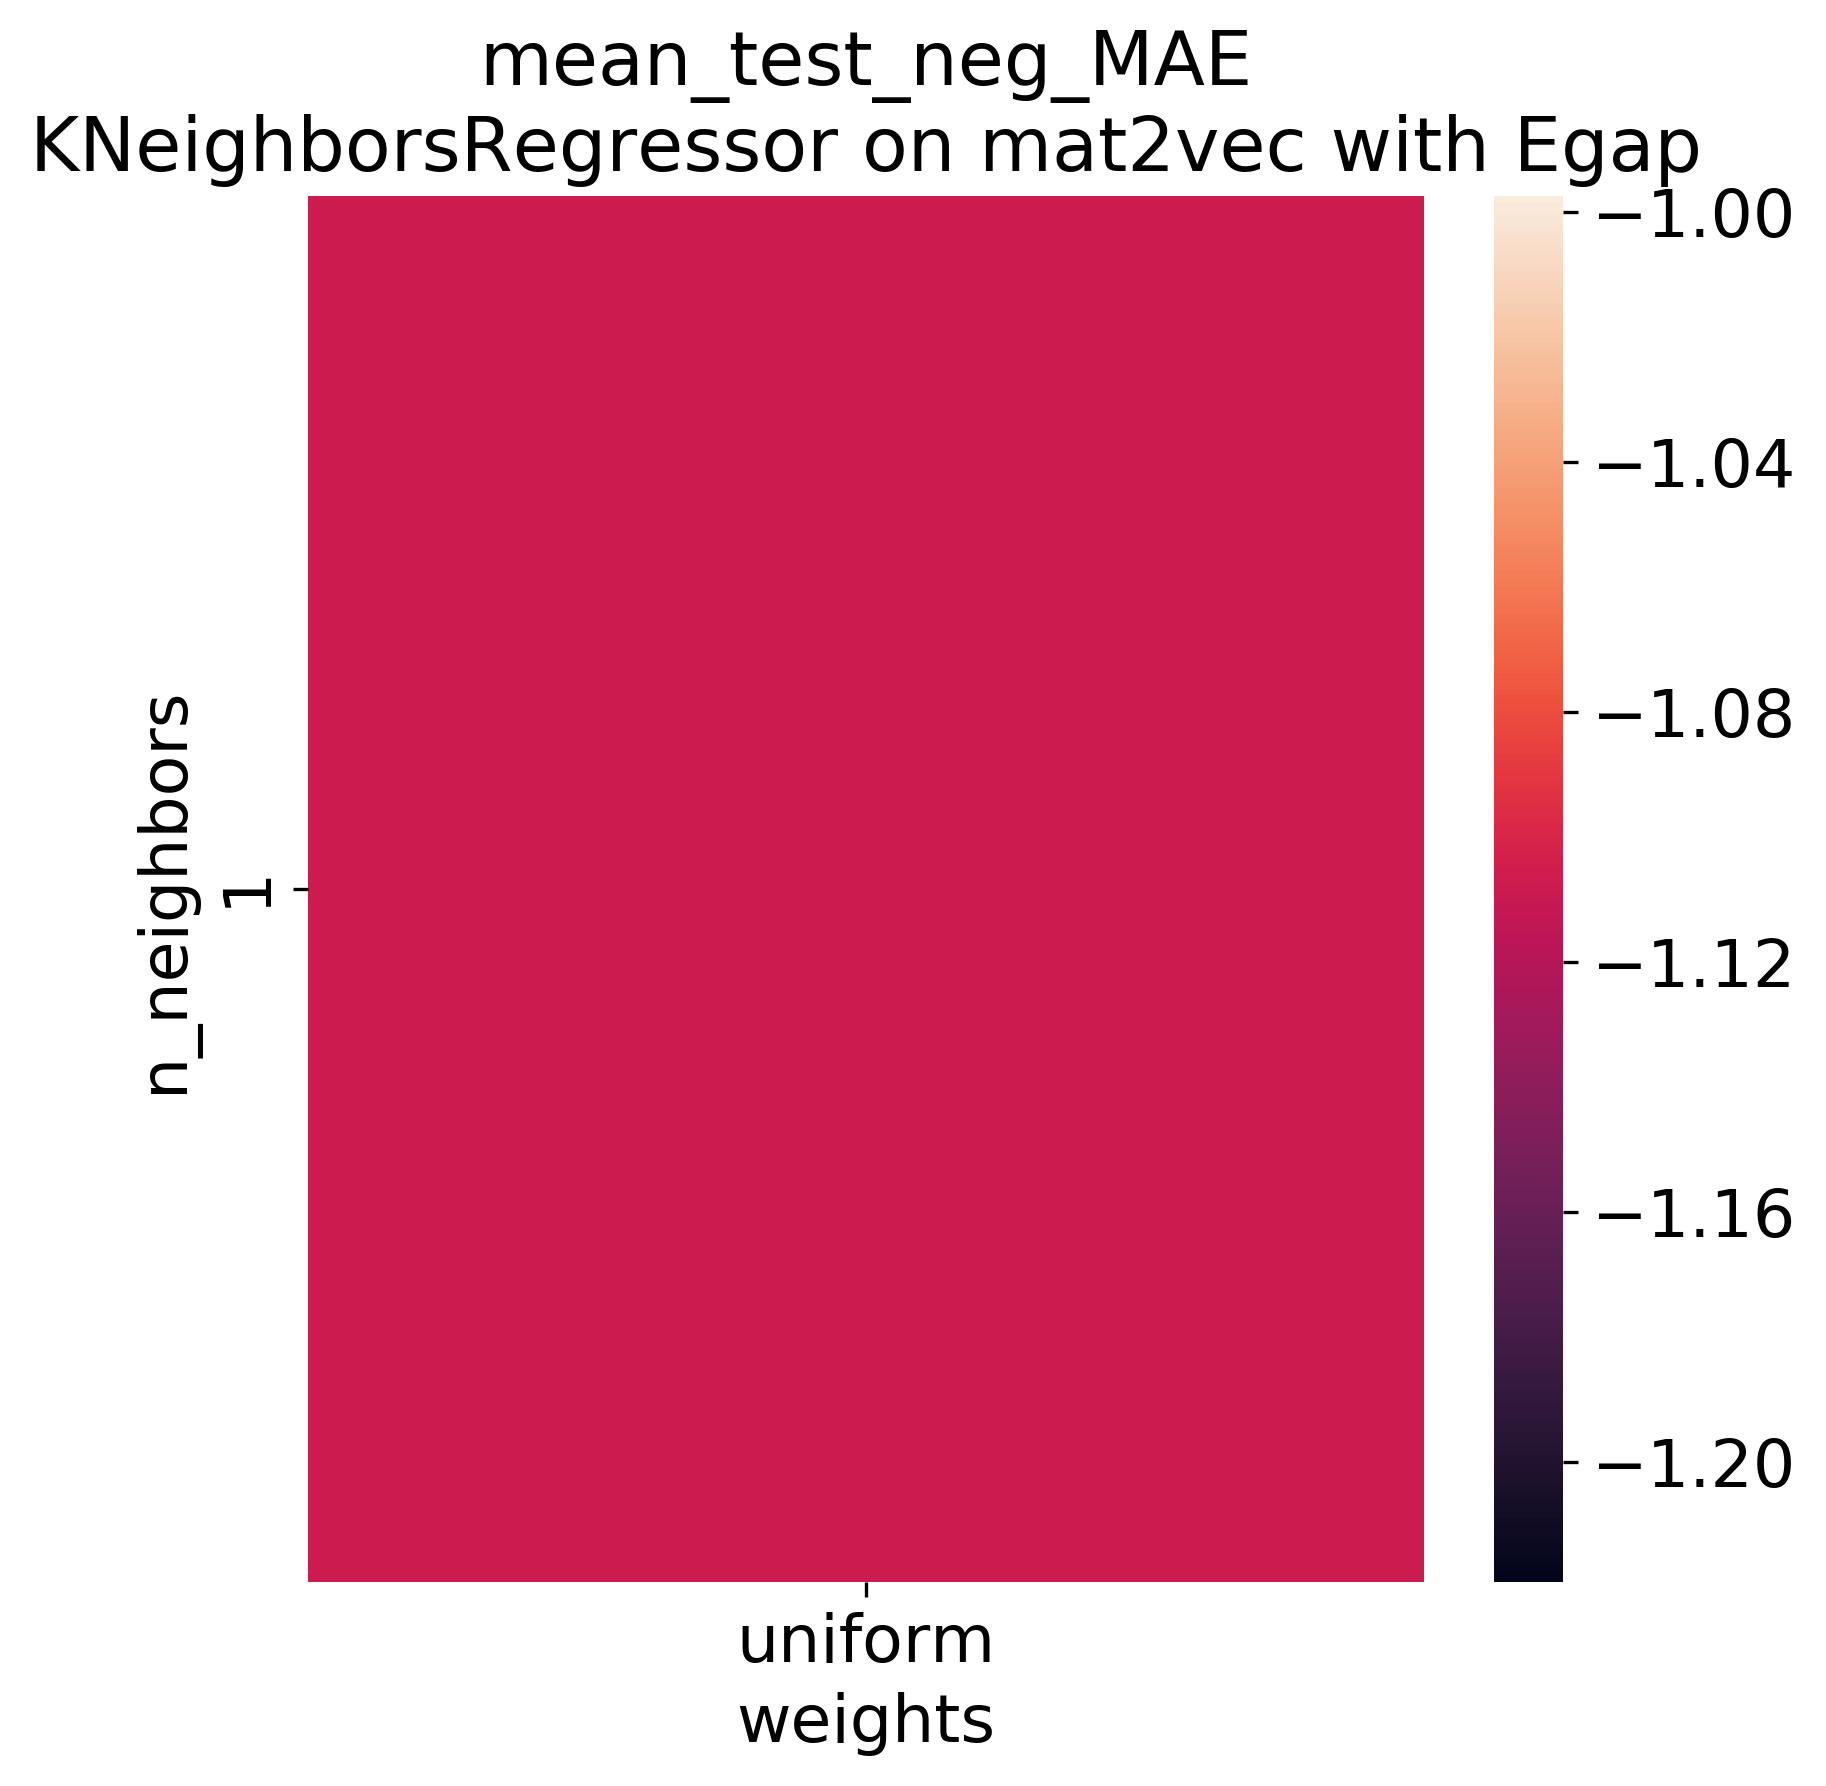 mean_test_neg_MAE
KNeighborsRegressor on mat2vec with Egap
n_neighbors
1
uniform
weights
−1.00
−1.04
−1.08
−1.12
−1.16
−1.20